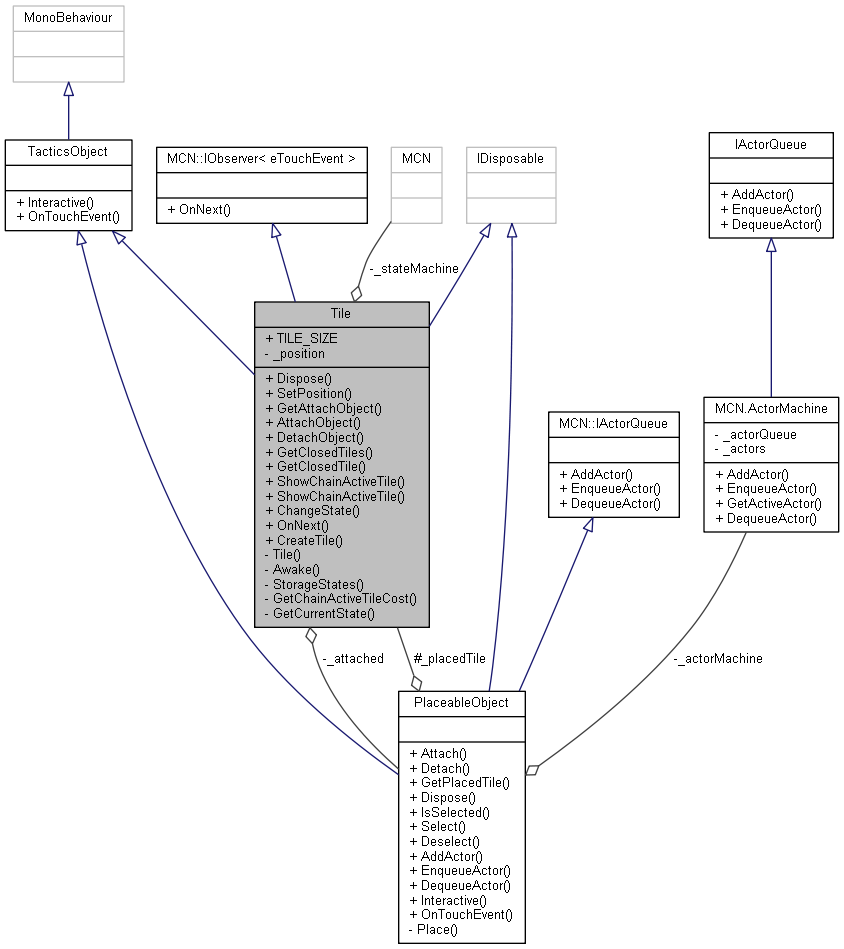 MonoBehaviour
TacticsObject
+ Interactive()
+ OnTouchEvent()
MCN::IObserver< eTouchEvent >
+ OnNext()
MCN
IDisposable
IActorQueue
+ AddActor()
+ EnqueueActor()
+ DequeueActor()
-_stateMachine
Tile
+ TILE_SIZE
- _position
+ Dispose()
+ SetPosition()
+ GetAttachObject()
+ AttachObject()
+ DetachObject()
+ GetClosedTiles()
+ GetClosedTile()
+ ShowChainActiveTile()
+ ShowChainActiveTile()
+ ChangeState()
+ OnNext()
+ CreateTile()
- Tile()
- Awake()
- StorageStates()
- GetChainActiveTileCost()
- GetCurrentState()
MCN::IActorQueue
+ AddActor()
+ EnqueueActor()
+ DequeueActor()
MCN.ActorMachine
- _actorQueue
- _actors
+ AddActor()
+ EnqueueActor()
+ GetActiveActor()
+ DequeueActor()
-_attached
#_placedTile
-_actorMachine
PlaceableObject
+ Attach()
+ Detach()
+ GetPlacedTile()
+ Dispose()
+ IsSelected()
+ Select()
+ Deselect()
+ AddActor()
+ EnqueueActor()
+ DequeueActor()
+ Interactive()
+ OnTouchEvent()
- Place()